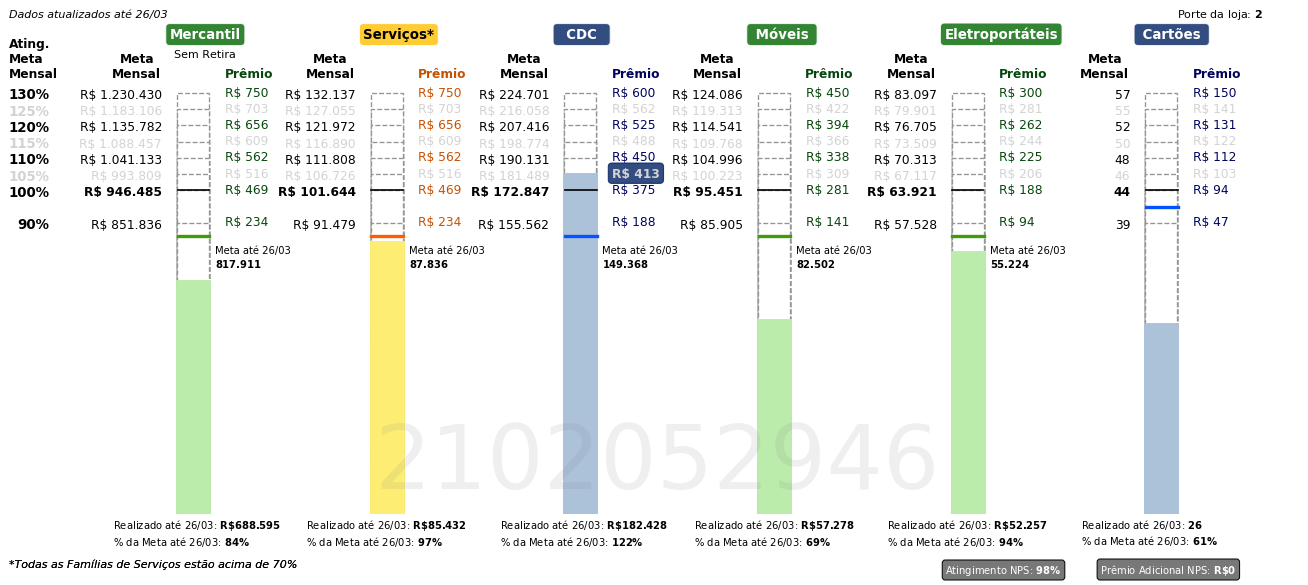 Dados atualizados até 26/03
Porte da loja: 2
Mercantil Serviços* CDC Móveis Eletroportáteis Cartões
Sem Retira
Ating. Meta Mensal
Meta Mensal Prêmio Meta Mensal Prêmio Meta Mensal Prêmio Meta Mensal Prêmio Meta Mensal Prêmio Meta Mensal Prêmio
130% R$ 1.230.430 R$ 750 R$ 132.137 R$ 750 R$ 224.701 R$ 600 R$ 124.086 R$ 450 R$ 83.097 R$ 300 57 R$ 150
125% R$ 1.183.106 R$ 703 R$ 127.055 R$ 703 R$ 216.058 R$ 562 R$ 119.313 R$ 422 R$ 79.901 R$ 281 55 R$ 141
120% R$ 1.135.782 R$ 656 R$ 121.972 R$ 656 R$ 207.416 R$ 525 R$ 114.541 R$ 394 R$ 76.705 R$ 262 52 R$ 131
115% R$ 1.088.457 R$ 609 R$ 116.890 R$ 609 R$ 198.774 R$ 488 R$ 109.768 R$ 366 R$ 73.509 R$ 244 50 R$ 122
110% R$ 1.041.133 R$ 562 R$ 111.808 R$ 562 R$ 190.131 R$ 450 R$ 104.996 R$ 338 R$ 70.313 R$ 225 48 R$ 112
105% R$ 993.809 R$ 516 R$ 106.726 R$ 516 R$ 181.489 R$ 413 R$ 100.223 R$ 309 R$ 67.117 R$ 206 46 R$ 103
100% R$ 946.485 R$ 469 R$ 101.644 R$ 469 R$ 172.847 R$ 375 R$ 95.451 R$ 281 R$ 63.921 R$ 188 44 R$ 94
90% R$ 851.836 R$ 234 R$ 91.479 R$ 234 R$ 155.562 R$ 188 R$ 85.905 R$ 141 R$ 57.528 R$ 94 39 R$ 47
Meta até 26/03 Meta até 26/03 Meta até 26/03 Meta até 26/03 Meta até 26/03
817.911 87.836 149.368 82.502 55.224
2102052946
Realizado até 26/03: R$688.595 Realizado até 26/03: R$85.432 Realizado até 26/03: R$182.428 Realizado até 26/03: R$57.278 Realizado até 26/03: R$52.257 Realizado até 26/03: 26
% da Meta até 26/03: 84% % da Meta até 26/03: 97% % da Meta até 26/03: 122% % da Meta até 26/03: 69% % da Meta até 26/03: 94% % da Meta até 26/03: 61%
*Todas as Famílias de Serviços estão acima de 70%
Atingimento NPS: 98% Prêmio Adicional NPS: R$0